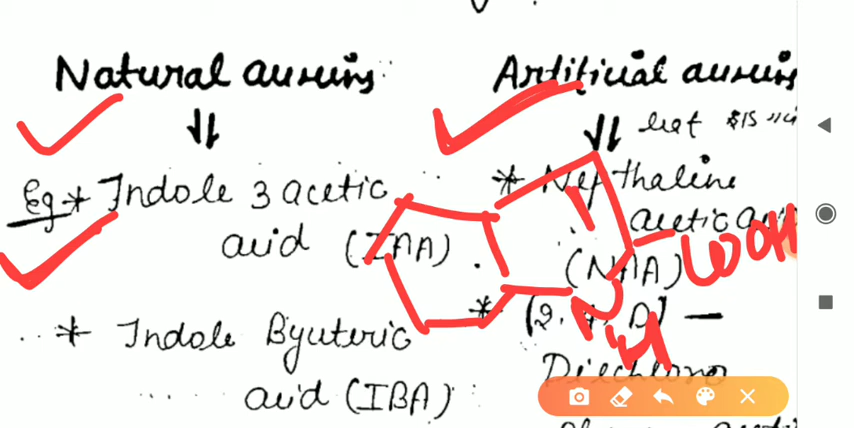 Natural auxins
Artificial auxins
Eg * Indole 3 acetic
acid (IAA)
* Indole Byuteric
acid (IBA)
* Nepthaline
acetic
(NAA)
COOH
N
H
* (2, 4, D) —
Diechloro